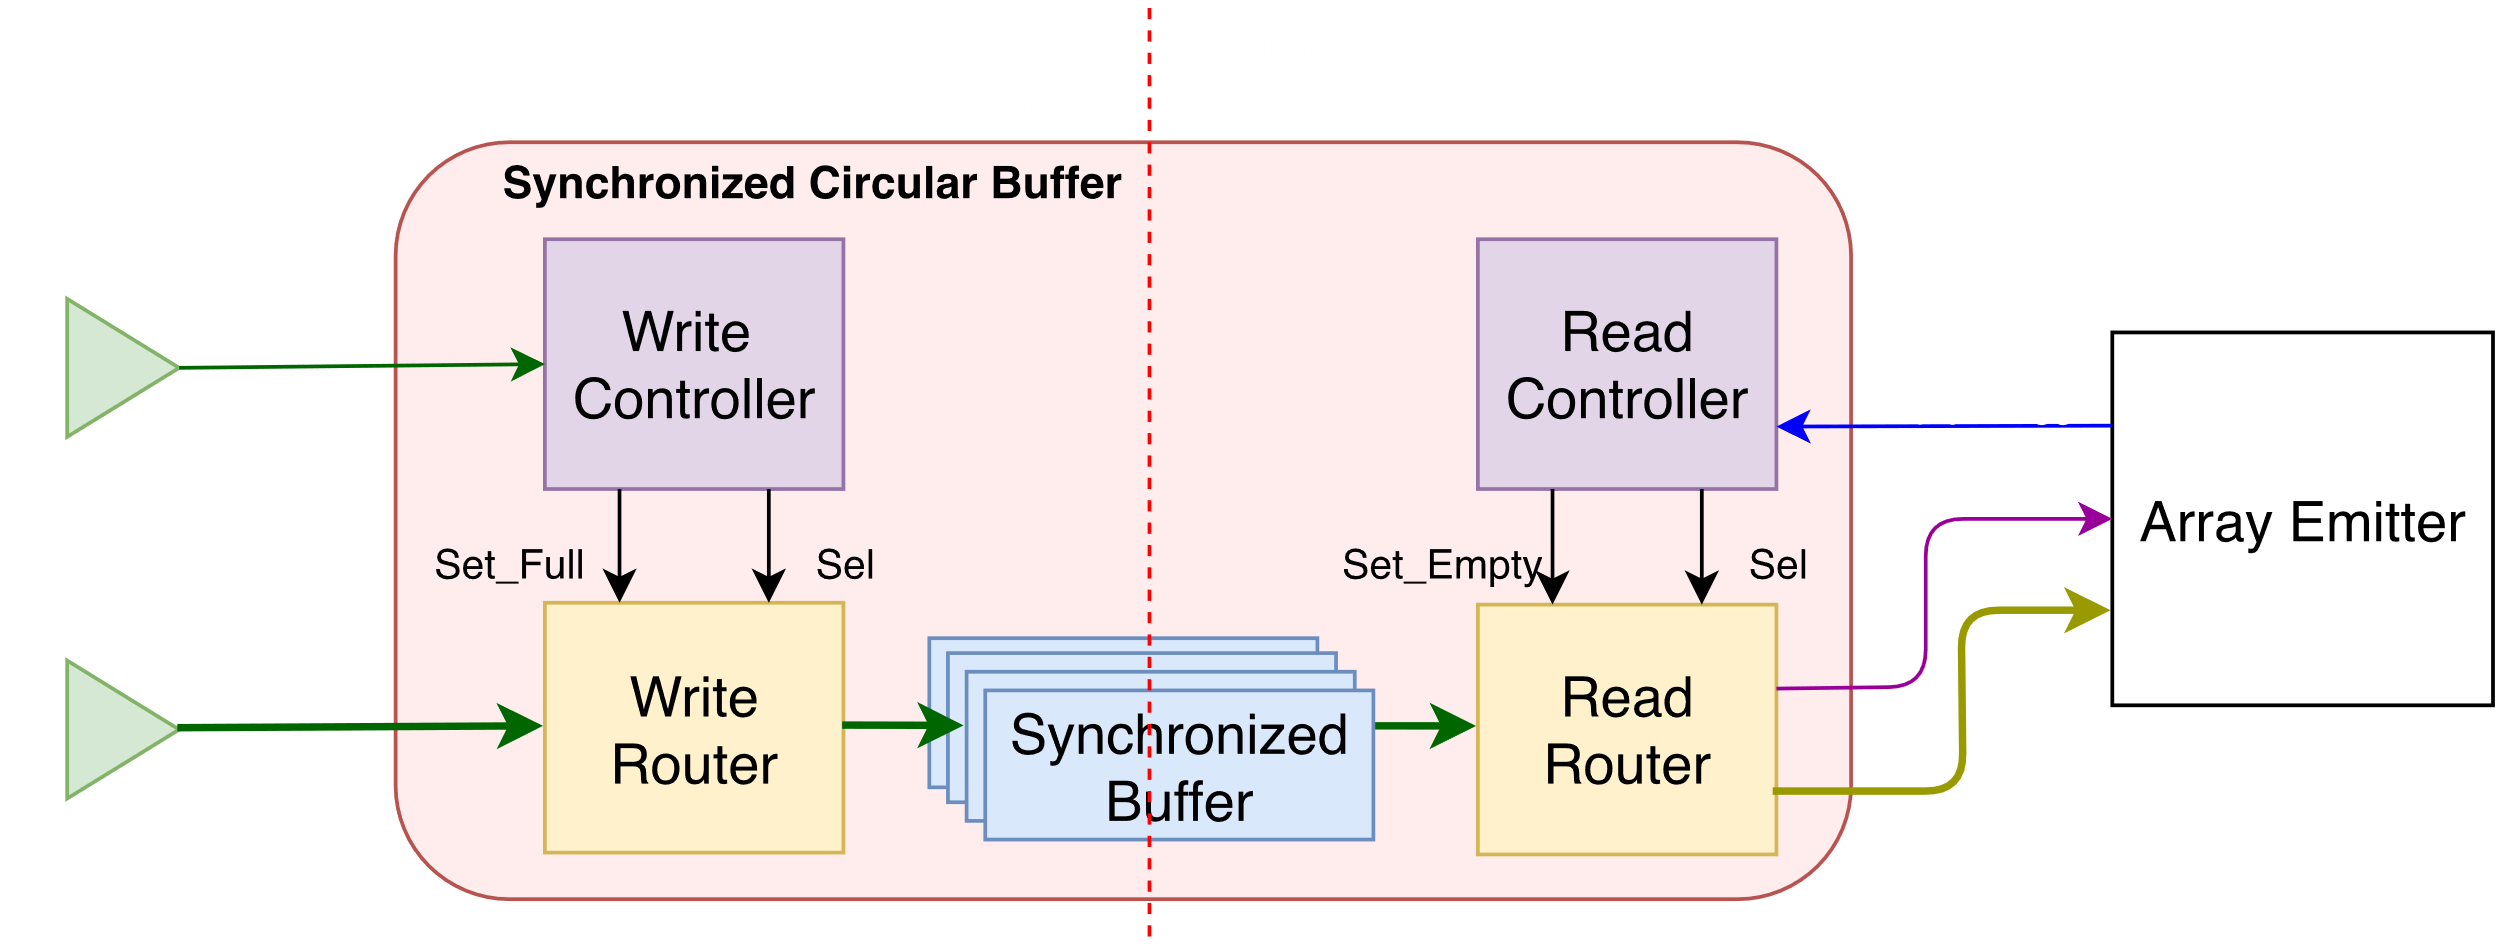 Synchronized Circular Buffer
Write
Controller
Read
Controller
Array Emitter
Set_Full
Sel
Set_Empty
Sel
Write
Router
Synchronized
Buffer
Read
Router